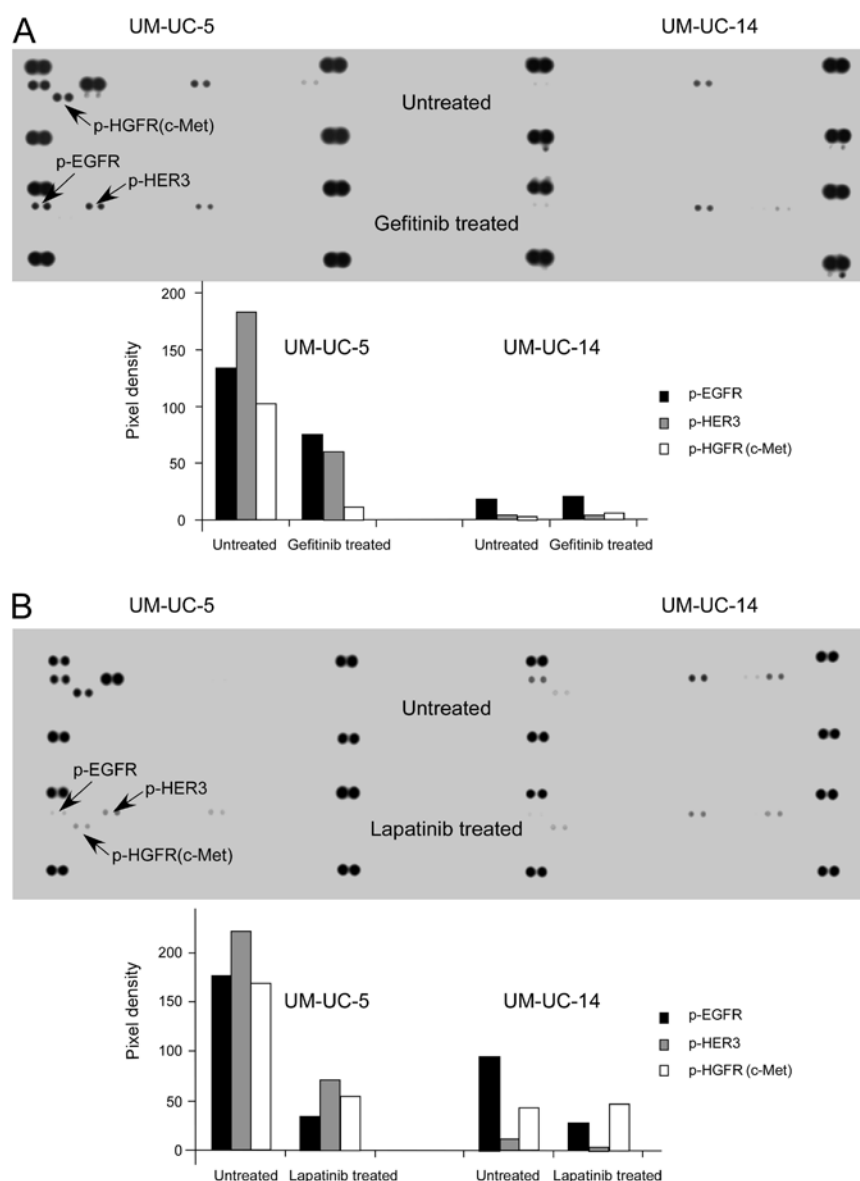 A
UM-UC-5 UM-UC-14
Untreated
p-HGFR(c-Met)
p-EGFR
p-HER3
Gefitinib treated
200
150
100
50
0
Pixel density
UM-UC-5 UM-UC-14
p-EGFR
p-HER3
p-HGFR (c-Met)
Untreated Gefitinib treated Untreated Gefitinib treated
B
UM-UC-5 UM-UC-14
Untreated
p-EGFR
p-HER3
Lapatinib treated
p-HGFR(c-Met)
200
150
100
50
0
Pixel density
UM-UC-5 UM-UC-14
p-EGFR
p-HER3
p-HGFR (c-Met)
Untreated Lapatinib treated Untreated Lapatinib treated